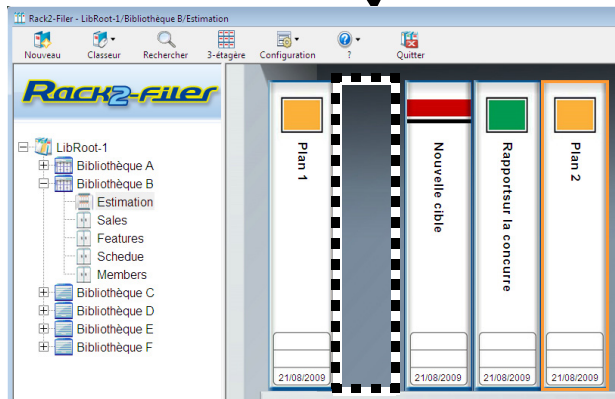 Rack2-Filer - LibRoot-1/Bibliothèque B/Estimation
Nouveau Classeur Rechercher 3-étagère Configuration ? Quitter
Rack2-Filer
LibRoot-1
Bibliothèque A
Bibliothèque B
Estimation
Sales
Features
Schedue
Members
Bibliothèque C
Bibliothèque D
Bibliothèque E
Bibliothèque F
Plan 1
21/08/2009
Nouvelle cible
21/08/2009
Rapportsur la concurre
21/08/2009
Plan 2
21/08/2009